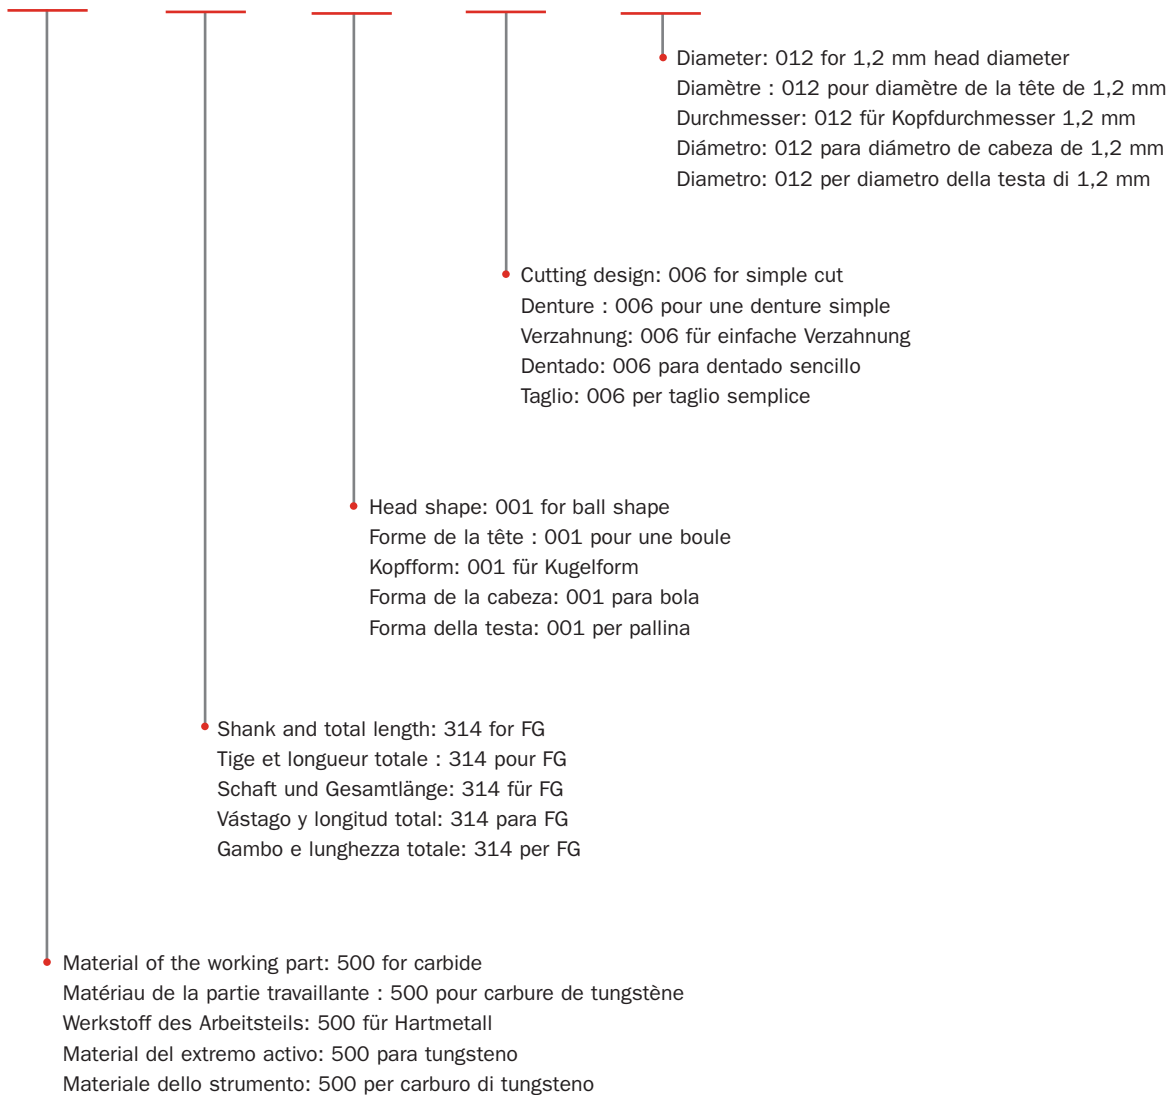 Diameter: 012 for 1,2 mm head diameter
Diamètre : 012 pour diamètre de la tête de 1,2 mm
Durchmesser: 012 für Kopfdurchmesser 1,2 mm
Diámetro: 012 para diámetro de cabeza de 1,2 mm
Diametro: 012 per diametro della testa di 1,2 mm
Cutting design: 006 for simple cut
Denture : 006 pour une denture simple
Verzahnung: 006 für einfache Verzahnung
Dentado: 006 para dentado sencillo
Taglio: 006 per taglio semplice
Head shape: 001 for ball shape
Forme de la tête : 001 pour une boule
Kopfform: 001 für Kugelform
Forma de la cabeza: 001 para bola
Forma della testa: 001 per pallina
Shank and total length: 314 for FG
Tige et longueur totale : 314 pour FG
Schaft und Gesamtlänge: 314 für FG
Vástago y longitud total: 314 para FG
Gambo e lunghezza totale: 314 per FG
Material of the working part: 500 for carbide
Matériau de la partie travaillante : 500 pour carbure de tungstène
Werkstoff des Arbeitsteils: 500 für Hartmetall
Material del extremo activo: 500 para tungsteno
Materiale dello strumento: 500 per carburo di tungsteno